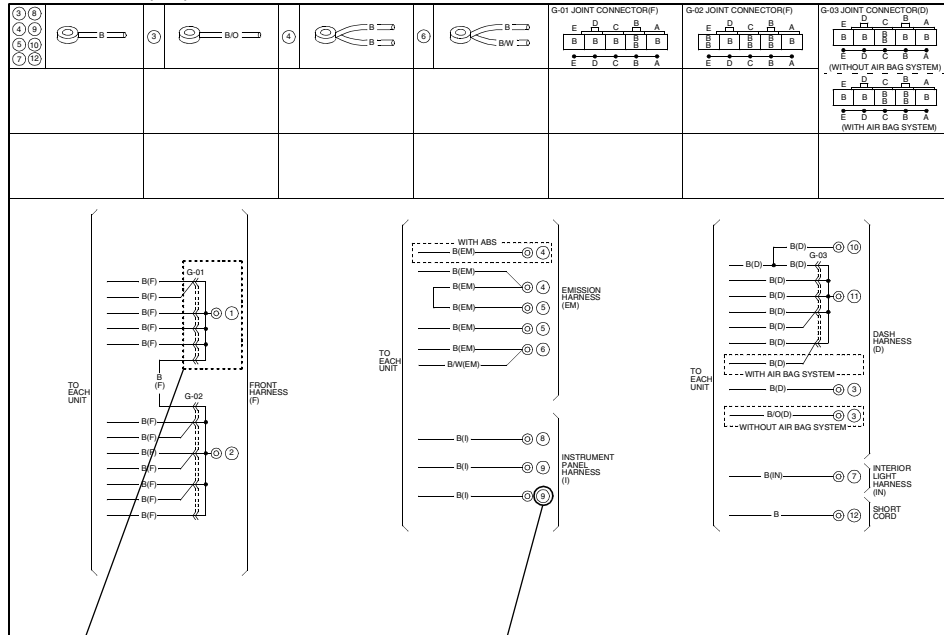 3 8
4 9
5 10
7 12
B
3
B/O
4
B
B
6
B
B/W
G-01 JOINT CONNECTOR(F)
E D C B A
B B B B B
B
E D C B A
G-02 JOINT CONNECTOR(F)
E D C B A
B B B B B
B B B
E D C B A
G-03 JOINT CONNECTOR(D)
E D C B A
B B B B B
B
E D C B A
(WITHOUT AIR BAG SYSTEM)
E D C B A
B B B B B
B B
E D C B A
(WITH AIR BAG SYSTEM)
TO
EACH
UNIT
G-01
B(F)
B(F)
B(F)
B(F)
B(F)
1
B
(F)
G-02
B(F)
B(F)
B(F)
B(F)
B(F)
B(F)
B(F)
2
FRONT
HARNESS
(F)
TO
EACH
UNIT
WITH ABS
B(EM) 4
B(EM)
B(EM) 4
B(EM) 5
B(EM) 5
B(EM) 6
B/W(EM)
EMISSION
HARNESS
(EM)
B(I) 8
B(I) 9
B(I) 9
INSTRUMENT
PANEL
HARNESS
(I)
TO
EACH
UNIT
B(D) 10
G-03
B(D) B(D)
B(D)
B(D) 11
B(D)
B(D)
B(D)
B(D)
WITH AIR BAG SYSTEM
B(D) 3
B/O(D) 3
WITHOUT AIR BAG SYSTEM
DASH
HARNESS
(D)
B(IN) 7
INTERIOR
LIGHT
HARNESS
(IN)
B 12
SHORT
CORD